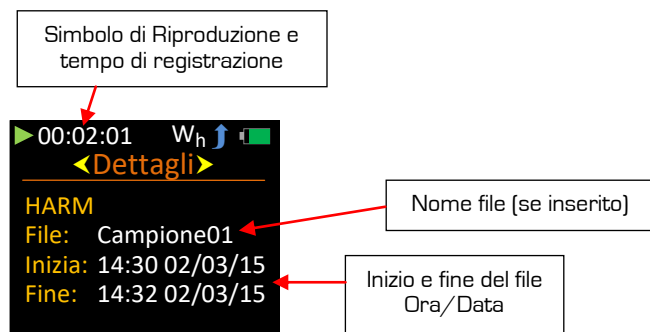 Simbolo di Riproduzione e
tempo di registrazione
00:02:01 Wh
Dettagli
HARM
File: Campione01
Inizia: 14:30 02/03/15
Fine: 14:32 02/03/15
Nome file (se inserito)
Inizio e fine del file
Ora/Data